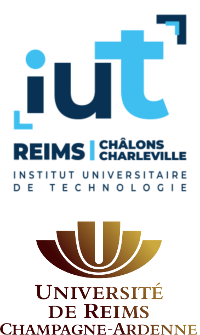 iut
REIMS | CHÂLONS
CHARLEVILLE
INSTITUT UNIVERSITAIRE
DE TECHNOLOGIE
UNIVERSITÉ
DE REIMS
CHAMPAGNE-ARDENNE